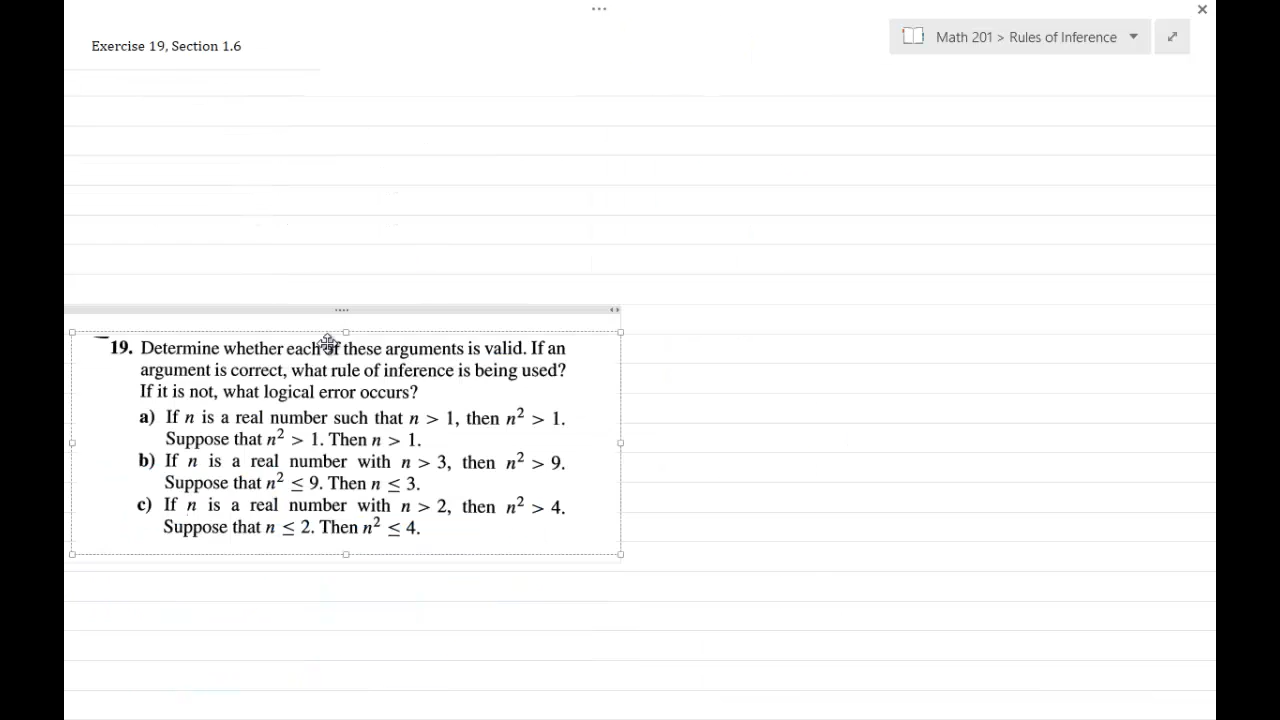 Exercise 19, Section 1.6
Math 201 > Rules of Inference
19. Determine whether each of these arguments is valid. If an
argument is correct, what rule of inference is being used?
If it is not, what logical error occurs?
a) If n is a real number such that n > 1, then n² > 1.
Suppose that n² > 1. Then n > 1.
b) If n is a real number with n > 3, then n² > 9.
Suppose that n² ≤ 9. Then n ≤ 3.
c) If n is a real number with n > 2, then n² > 4.
Suppose that n ≤ 2. Then n² ≤ 4.